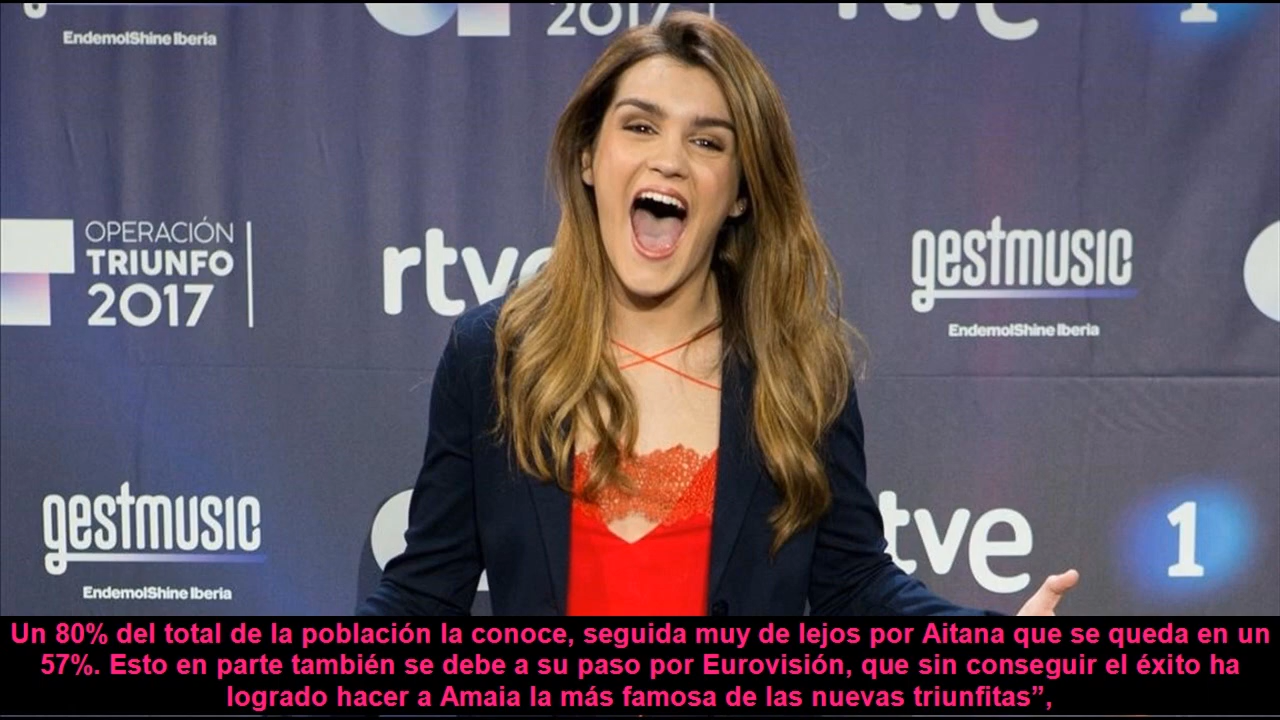 EndemolShine Iberia
2017
rtve
1
OPERACIÓN
TRIUNFO
2017
rtve
gestmusic
EndemolShine Iberia
gestmusic
EndemolShine Iberia
rtve
1
Un 80% del total de la población la conoce, seguida muy de lejos por Aitana que se queda en un
57%. Esto en parte también se debe a su paso por Eurovisión, que sin conseguir el éxito ha
logrado hacer a Amaia la más famosa de las nuevas triunfitas”,